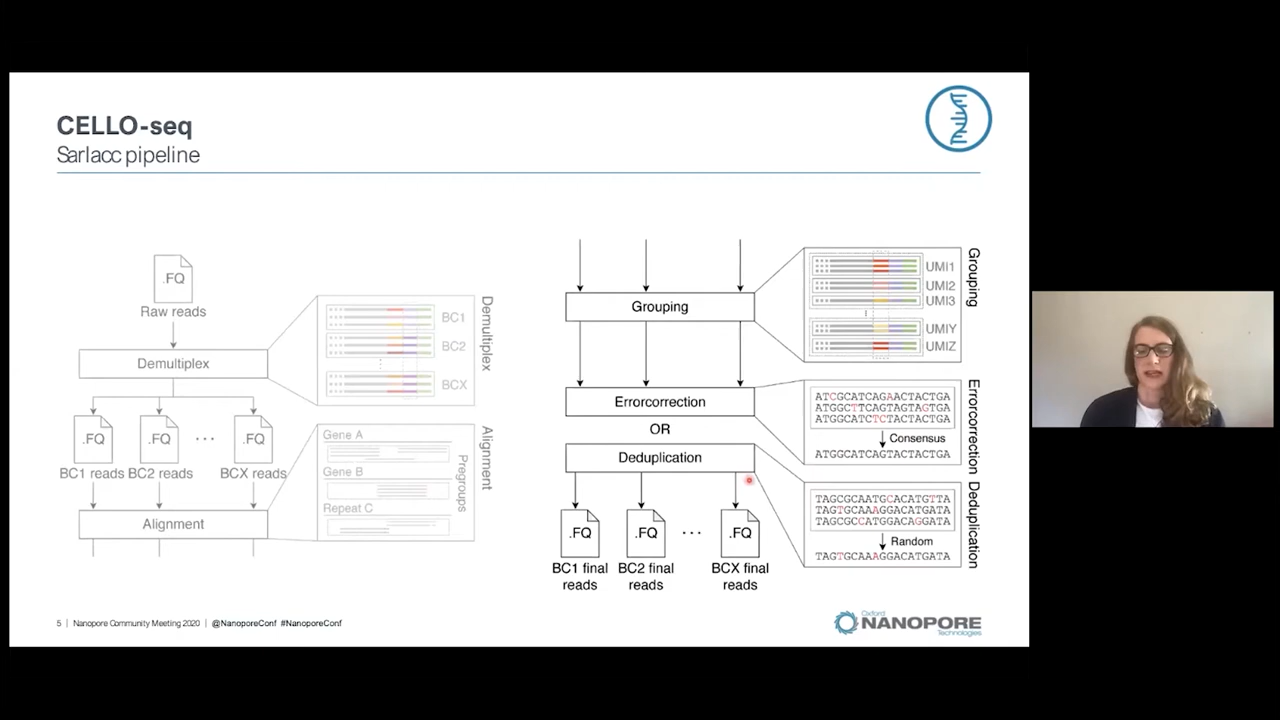 CELLO-seq
Sarlacc pipeline
.FQ
Raw reads
Demultiplex
.FQ
.FQ
...
.FQ
BC1 reads
BC2 reads
BCX reads
Alignment
BC1
BC2
BCX
Demultiplex
Gene A
Gene B
Repeat C
Pregroups
Alignment
Grouping
Errorcorrection
OR
Deduplication
.FQ
.FQ
...
.FQ
BC1 final
reads
BC2 final
reads
BCX final
reads
UMI1
UMI2
UMI3
UMIY
UMIZ
Grouping
ATCGCATCAGAACTACTGA
ATGGCTTCAGTAGTAGTGA
ATGGCATCTCTAACTACTGA
Consensus
ATGGCATCAGTACTACTGA
Errorcorrection
TAGCGCAATGCACATGTTA
TAGTGCAAAGGACATGATA
TAGCGCCATGGACAGGATA
Random
TAGTGCAAAGGACATGATA
Deduplication
5 | Nanopore Community Meeting 2020 | @NanoporeConf #NanoporeConf
Oxford
NANOPORE
Technologies